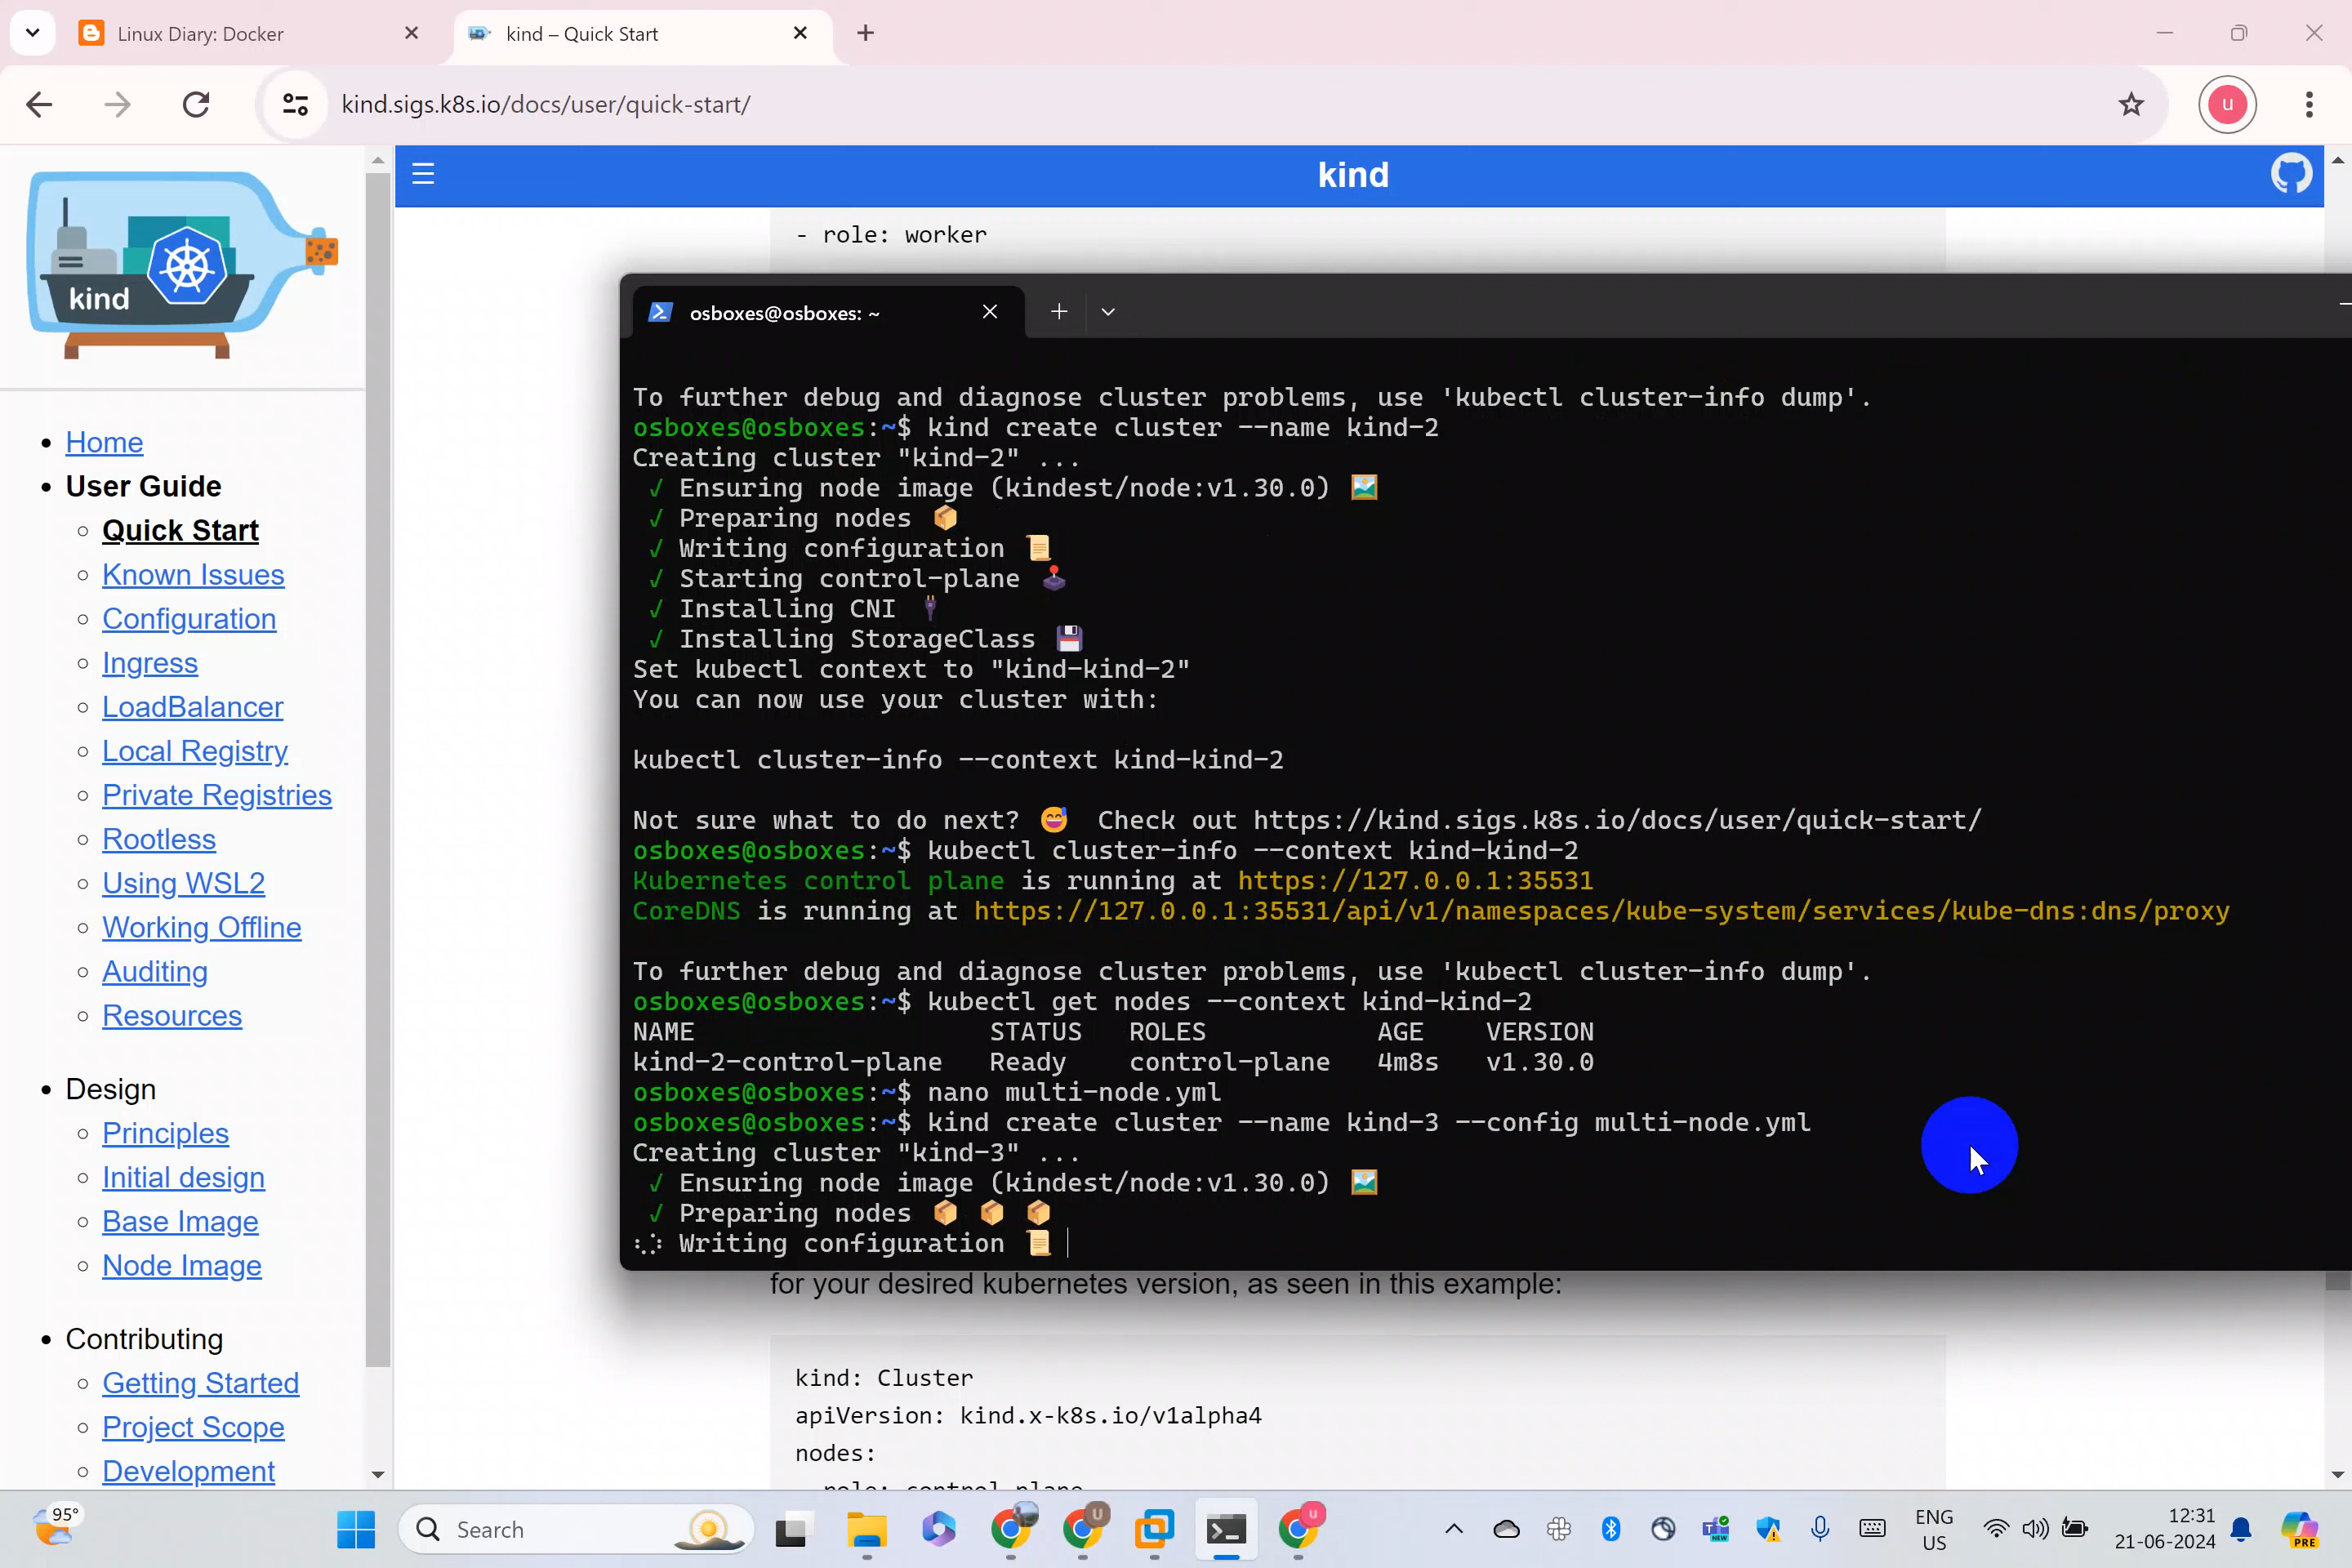 Linux Diary: Docker
kind – Quick Start
kind.sigs.k8s.io/docs/user/quick-start/
u
kind
kind
- role: worker
Home
User Guide
Quick Start
Known Issues
Configuration
Ingress
LoadBalancer
Local Registry
Private Registries
Rootless
Using WSL2
Working Offline
Auditing
Resources
Design
Principles
Initial design
Base Image
Node Image
Contributing
Getting Started
Project Scope
Development
osboxes@osboxes: ~
To further debug and diagnose cluster problems, use 'kubectl cluster-info dump'.
osboxes@osboxes:~$ kind create cluster --name kind-2
Creating cluster "kind-2" ...
✓ Ensuring node image (kindest/node:v1.30.0) 🖼
✓ Preparing nodes 📦
✓ Writing configuration 📜
✓ Starting control-plane 🕹
✓ Installing CNI 🔌
✓ Installing StorageClass 💾
Set kubectl context to "kind-kind-2"
You can now use your cluster with:
kubectl cluster-info --context kind-kind-2
Not sure what to do next? 😅 Check out https://kind.sigs.k8s.io/docs/user/quick-start/
osboxes@osboxes:~$ kubectl cluster-info --context kind-kind-2
Kubernetes control plane is running at https://127.0.0.1:35531
CoreDNS is running at https://127.0.0.1:35531/api/v1/namespaces/kube-system/services/kube-dns:dns/proxy
To further debug and diagnose cluster problems, use 'kubectl cluster-info dump'.
osboxes@osboxes:~$ kubectl get nodes --context kind-kind-2
NAME STATUS ROLES AGE VERSION
kind-2-control-plane Ready control-plane 4m8s v1.30.0
osboxes@osboxes:~$ nano multi-node.yml
osboxes@osboxes:~$ kind create cluster --name kind-3 --config multi-node.yml
Creating cluster "kind-3" ...
✓ Ensuring node image (kindest/node:v1.30.0) 🖼
✓ Preparing nodes 📦 📦 📦
Writing configuration 📜
for your desired kubernetes version, as seen in this example:
kind: Cluster
apiVersion: kind.x-k8s.io/v1alpha4
nodes:
- role: control-plane
95°
Search
U
u
NEW
ENG
US
12:31
21-06-2024
PRE